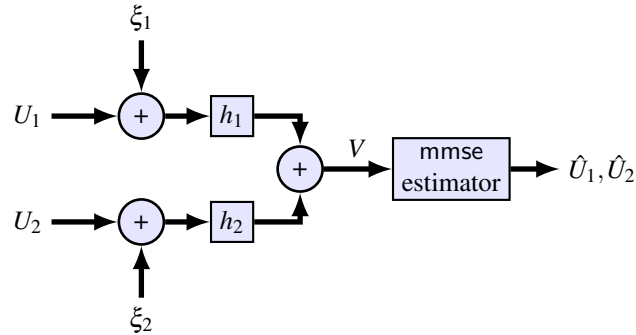 ξ₁
U₁
+
h₁
+
V
mmse
estimator
Û₁, Û₂
U₂
+
h₂
ξ₂